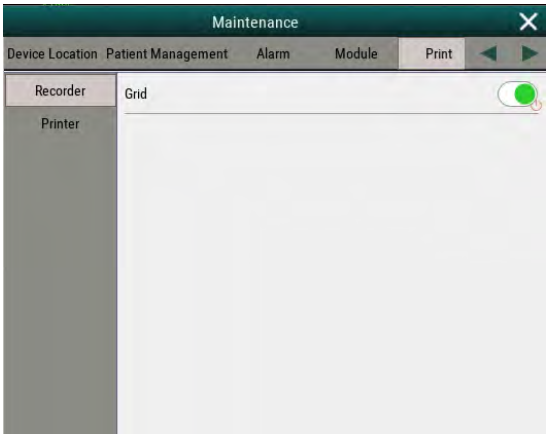 Maintenance
Device Location Patient Management Alarm Module Print
Recorder
Grid
Printer